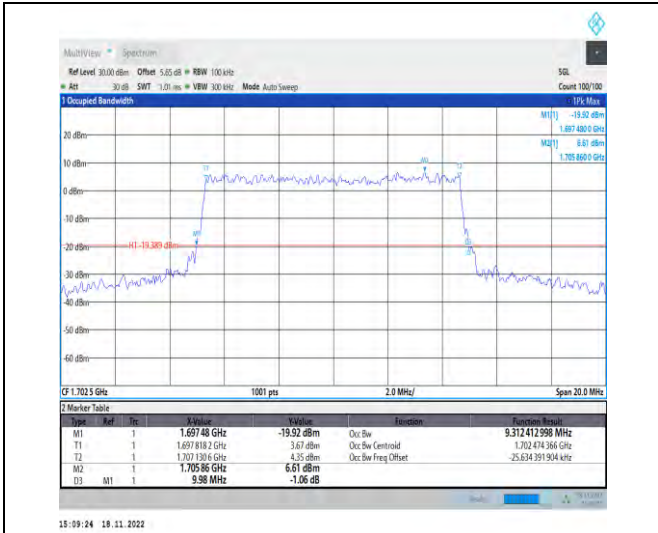 MultiView Spectrum
Ref Level 30.00 dBm Offset 5.65 dB RBW 100 kHz SGL
Att 30 dB SWT 1.01 ms VBW 300 kHz Mode Auto Sweep Count 100/100
1 Occupied Bandwidth 1Pk Max
M1[1] -19.92 dBm
1.697 480 0 GHz
M2[1] 6.61 dBm
1.705 860 0 GHz
20 dBm
10 dBm
0 dBm
-10 dBm
-20 dBm
H1 -19.389 dBm
-30 dBm
-40 dBm
-50 dBm
-60 dBm
CF 1.702 5 GHz 1001 pts 2.0 MHz/ Span 20.0 MHz
2 Marker Table
Type Ref Trc X-Value Y-Value Function Function Result
M1 1 1.697 48 GHz -19.92 dBm Occ Bw 9.312 412 998 MHz
T1 1 1.697 818 2 GHz 3.67 dBm Occ Bw Centroid 1.702 474 366 GHz
T2 1 1.707 130 6 GHz 4.35 dBm Occ Bw Freq Offset -25.634 391 904 kHz
M2 1 1.705 86 GHz 6.61 dBm
D3 M1 1 9.98 MHz -1.06 dB
15:09:24 18.11.2022